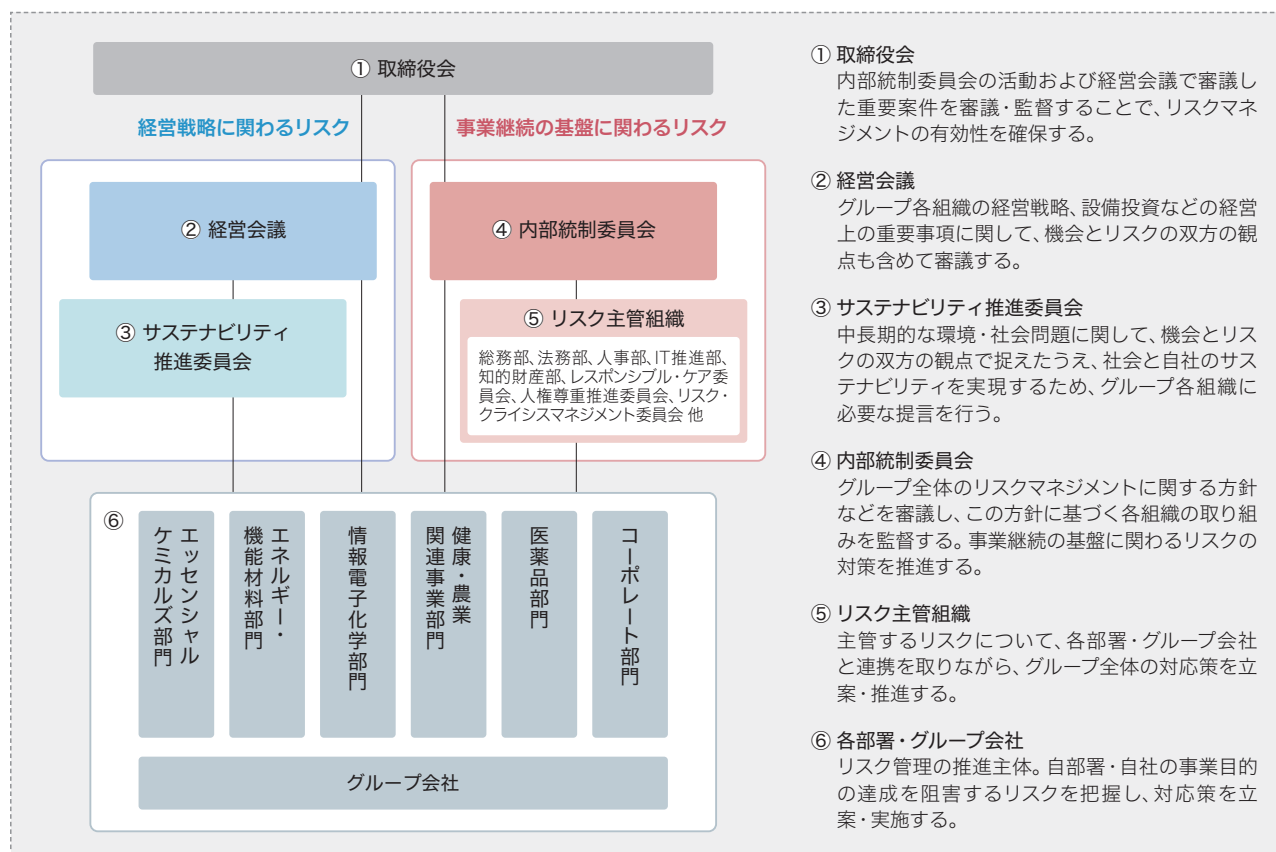 ① 取締役会
経営戦略に関わるリスク
事業継続の基盤に関わるリスク
② 経営会議
③ サステナビリティ
推進委員会
④ 内部統制委員会
⑤ リスク主管組織
総務部、法務部、人事部、IT推進部、
知的財産部、レスポンシブル・ケア委
員会、人権尊重推進委員会、リスク・
クライシスマネジメント委員会 他
⑥
エッセンシャル
ケミカルズ部門
エネルギー・
機能材料部門
情報電子化学部門
健康・農業
関連事業部門
医薬品部門
コーポレート部門
グループ会社
① 取締役会
内部統制委員会の活動および経営会議で審議し
た重要案件を審議・監督することで、リスクマネ
ジメントの有効性を確保する。
② 経営会議
グループ各組織の経営戦略、設備投資などの経営
上の重要事項に関して、機会とリスクの双方の観
点も含めて審議する。
③ サステナビリティ推進委員会
中長期的な環境・社会問題に関して、機会とリス
クの双方の観点で捉えたうえ、社会と自社のサス
テナビリティを実現するため、グループ各組織に
必要な提言を行う。
④ 内部統制委員会
グループ全体のリスクマネジメントに関する方針
などを審議し、この方針に基づく各組織の取り組
みを監督する。事業継続の基盤に関わるリスクの
対策を推進する。
⑤ リスク主管組織
主管するリスクについて、各部署・グループ会社
と連携を取りながら、グループ全体の対応策を立
案・推進する。
⑥ 各部署・グループ会社
リスク管理の推進主体。自部署・自社の事業目的
の達成を阻害するリスクを把握し、対応策を立
案・実施する。